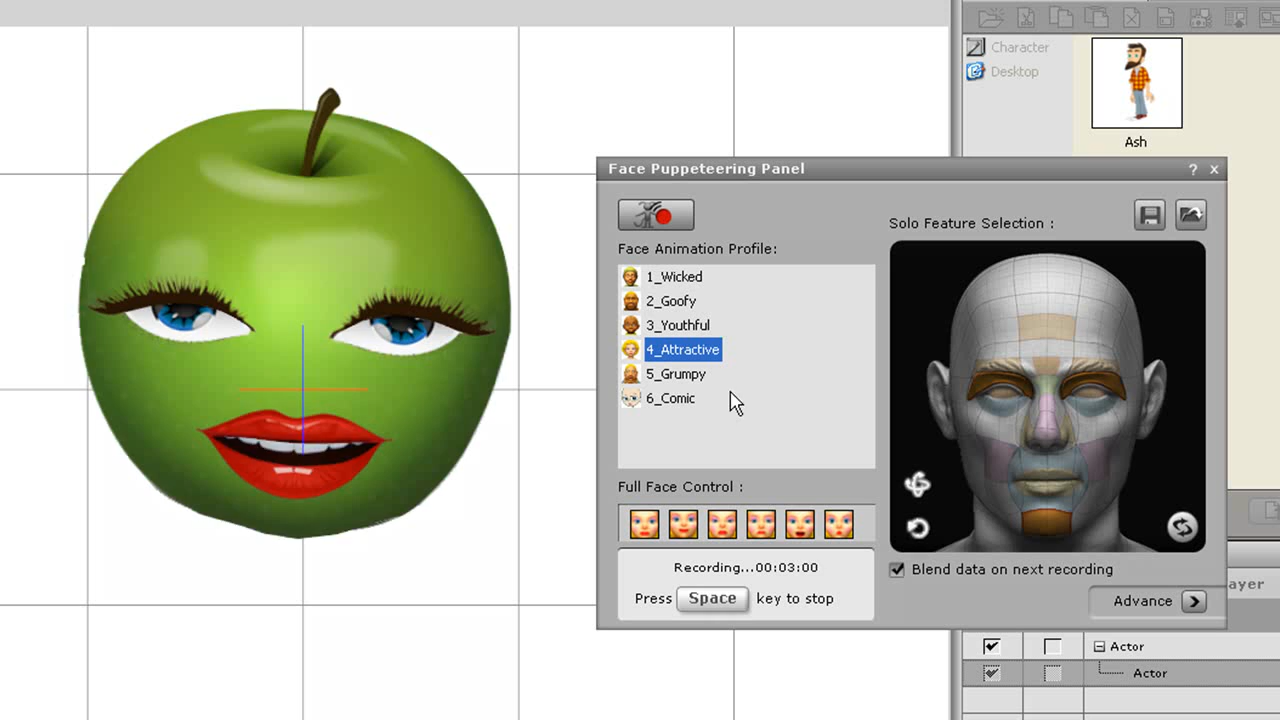 Character
Desktop
Ash
Face Puppeteering Panel
? x
Solo Feature Selection :
Face Animation Profile:
1_Wicked
2_Goofy
3_Youthful
4_Attractive
5_Grumpy
6_Comic
Full Face Control :
Recording...00:03:00
Press Space key to stop
Blend data on next recording
Advance
ayer
Actor
Actor